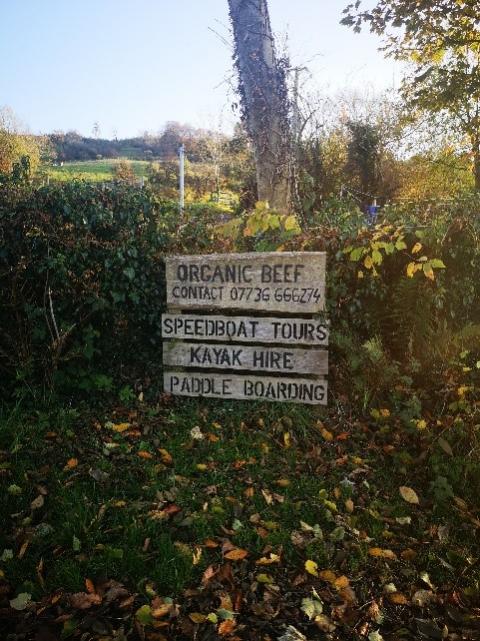 ORGANIC BEEF
CONTACT 07736 666274
SPEEDBOAT TOURS
KAYAK HIRE
PADDLE BOARDING